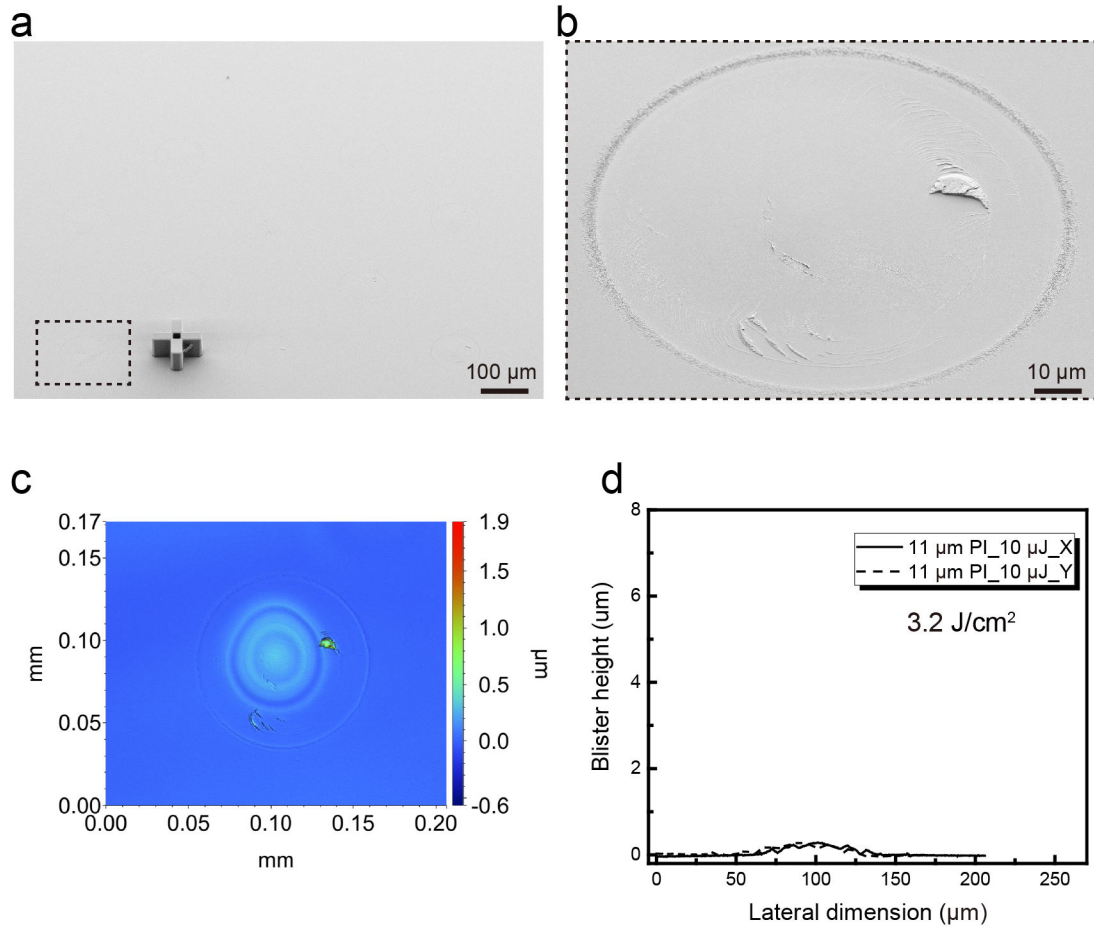 a
100 µm
b
10 µm
c
0.17
0.15
0.10
0.05
0.00
mm
0.00 0.05 0.10 0.15 0.20
mm
1.9
1.5
1.0
0.5
0.0
-0.6
µm
d
8
6
4
2
0
Blister height (um)
11 µm PI_10 µJ_X
11 µm PI_10 µJ_Y
3.2 J/cm²
0 50 100 150 200 250
Lateral dimension (µm)